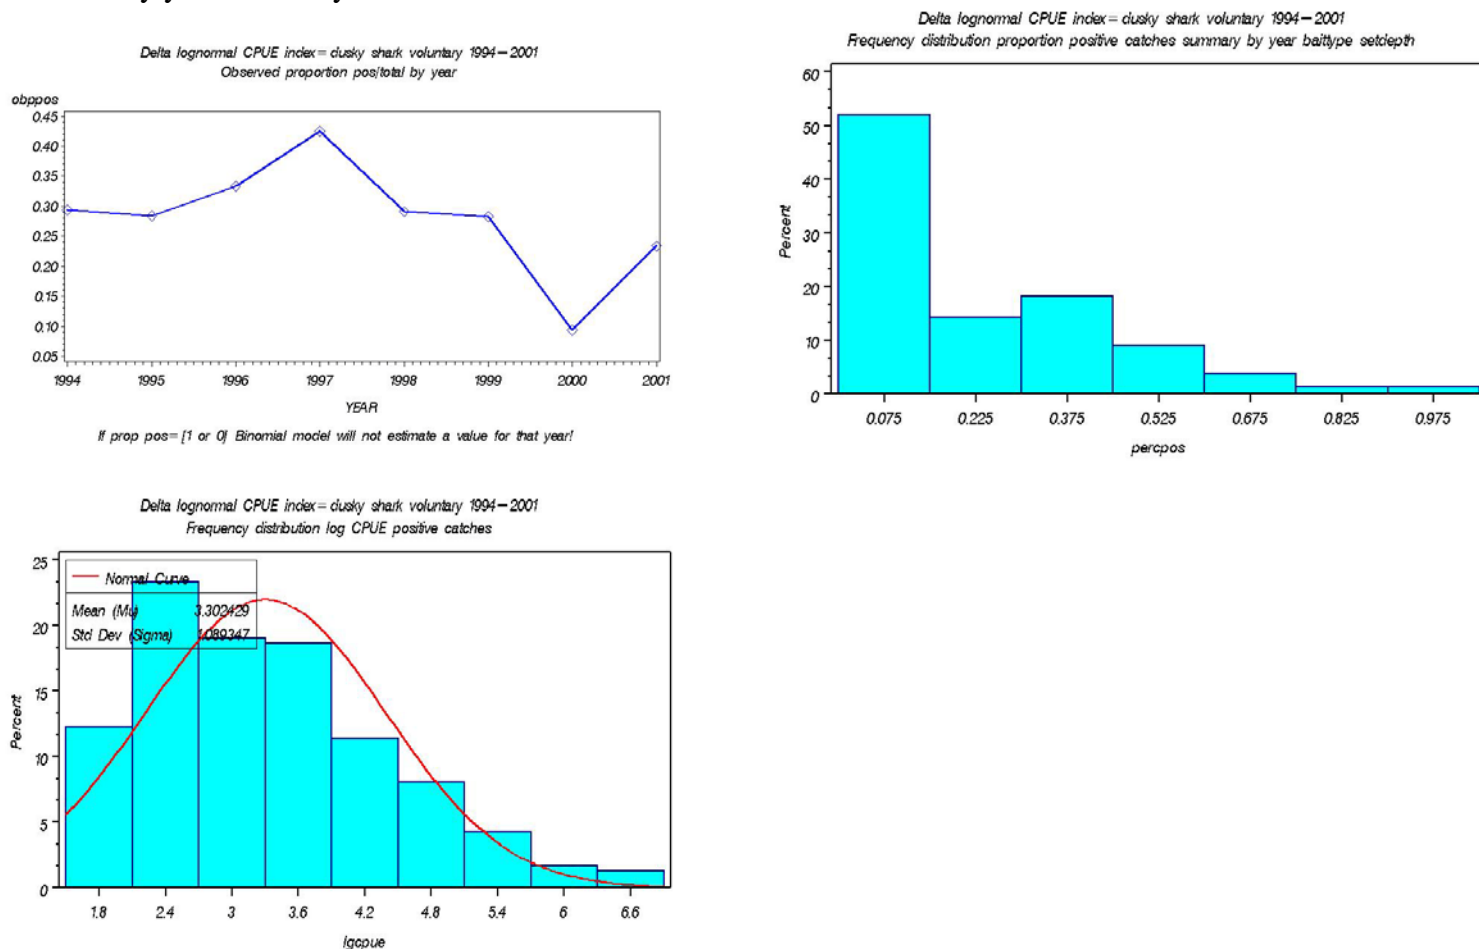 Delta lognormal CPUE index= dusky shark voluntary 1994-2001
Observed proportion pos/total by year
obppos
0.45
0.40
0.35
0.30
0.25
0.20
0.15
0.10
0.05
1994 1995 1996 1997 1998 1999 2000 2001
YEAR
If prop pos= [1 or 0] Binomial model will not estimate a value for that year!
Delta lognormal CPUE index= dusky shark voluntary 1994-2001
Frequency distribution proportion positive catches summary by year baittype setdepth
60
50
40
30
20
10
0
Percent
0.075 0.225 0.375 0.525 0.675 0.825 0.975
percpos
Delta lognormal CPUE index= dusky shark voluntary 1994-2001
Frequency distribution log CPUE positive catches
Normal Curve
Mean (Mu) 3.302429
Std Dev (Sigma) 1.089347
25
20
15
10
5
0
Percent
1.8 2.4 3 3.6 4.2 4.8 5.4 6 6.6
lgcpue